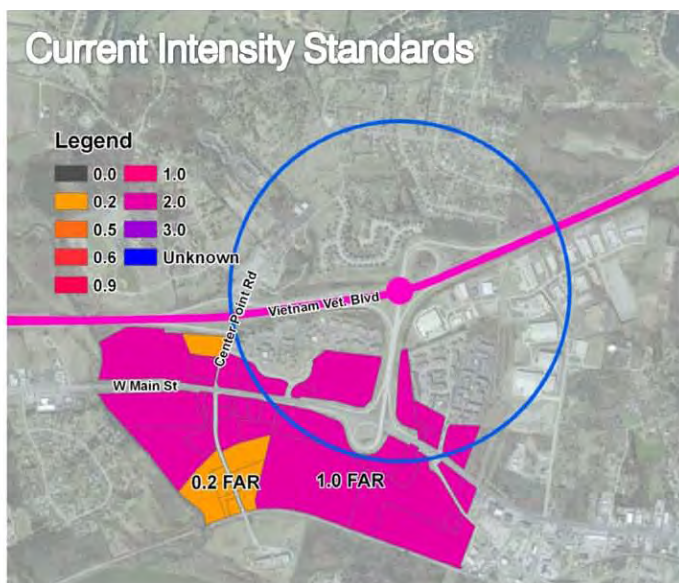 Current Intensity Standards
Legend
0.0
1.0
0.2
2.0
0.5
3.0
0.6
Unknown
0.9
Center Point Rd
Vietnam Vet. Blvd
W Main St
0.2 FAR
1.0 FAR